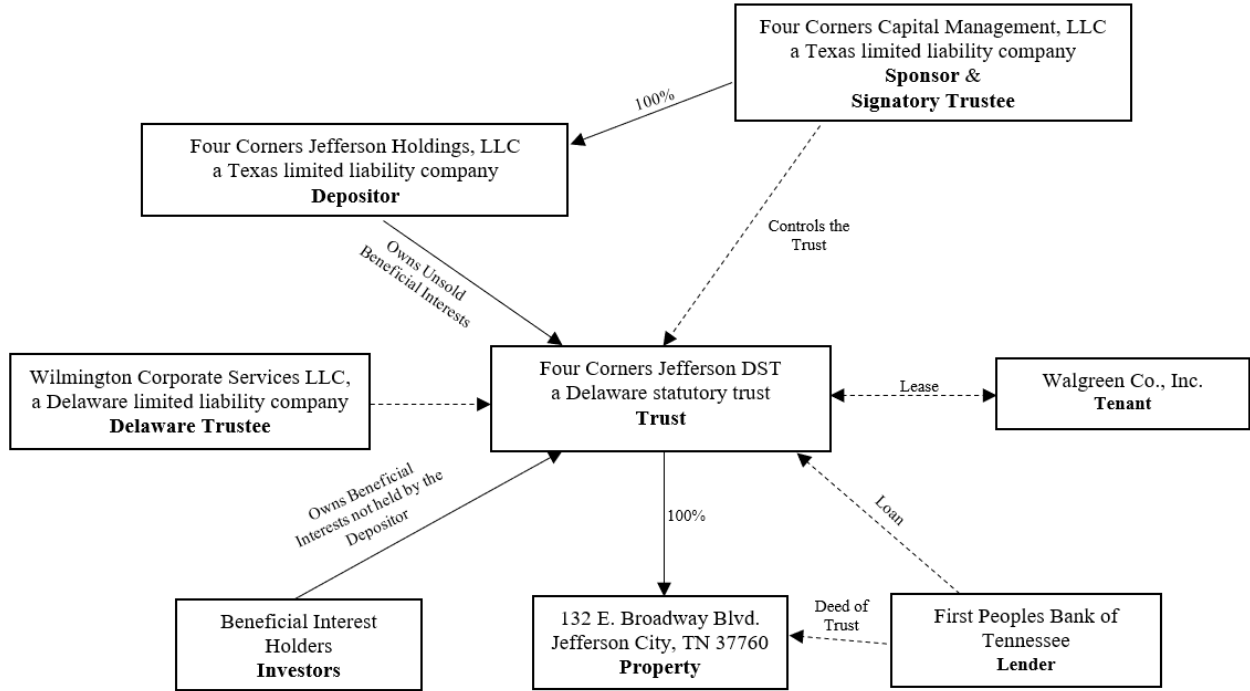 Four Corners Capital Management, LLC
a Texas limited liability company
Sponsor &
Signatory Trustee
100%
Four Corners Jefferson Holdings, LLC
a Texas limited liability company
Depositor
Controls the
Trust
Owns Unsold
Beneficial Interests
Wilmington Corporate Services LLC,
a Delaware limited liability company
Delaware Trustee
Four Corners Jefferson DST
a Delaware statutory trust
Trust
Lease
Walgreen Co., Inc.
Tenant
Owns Beneficial
Interests not held by the
Depositor
100%
Loan
Beneficial Interest
Holders
Investors
132 E. Broadway Blvd.
Jefferson City, TN 37760
Property
Deed of
Trust
First Peoples Bank of
Tennessee
Lender